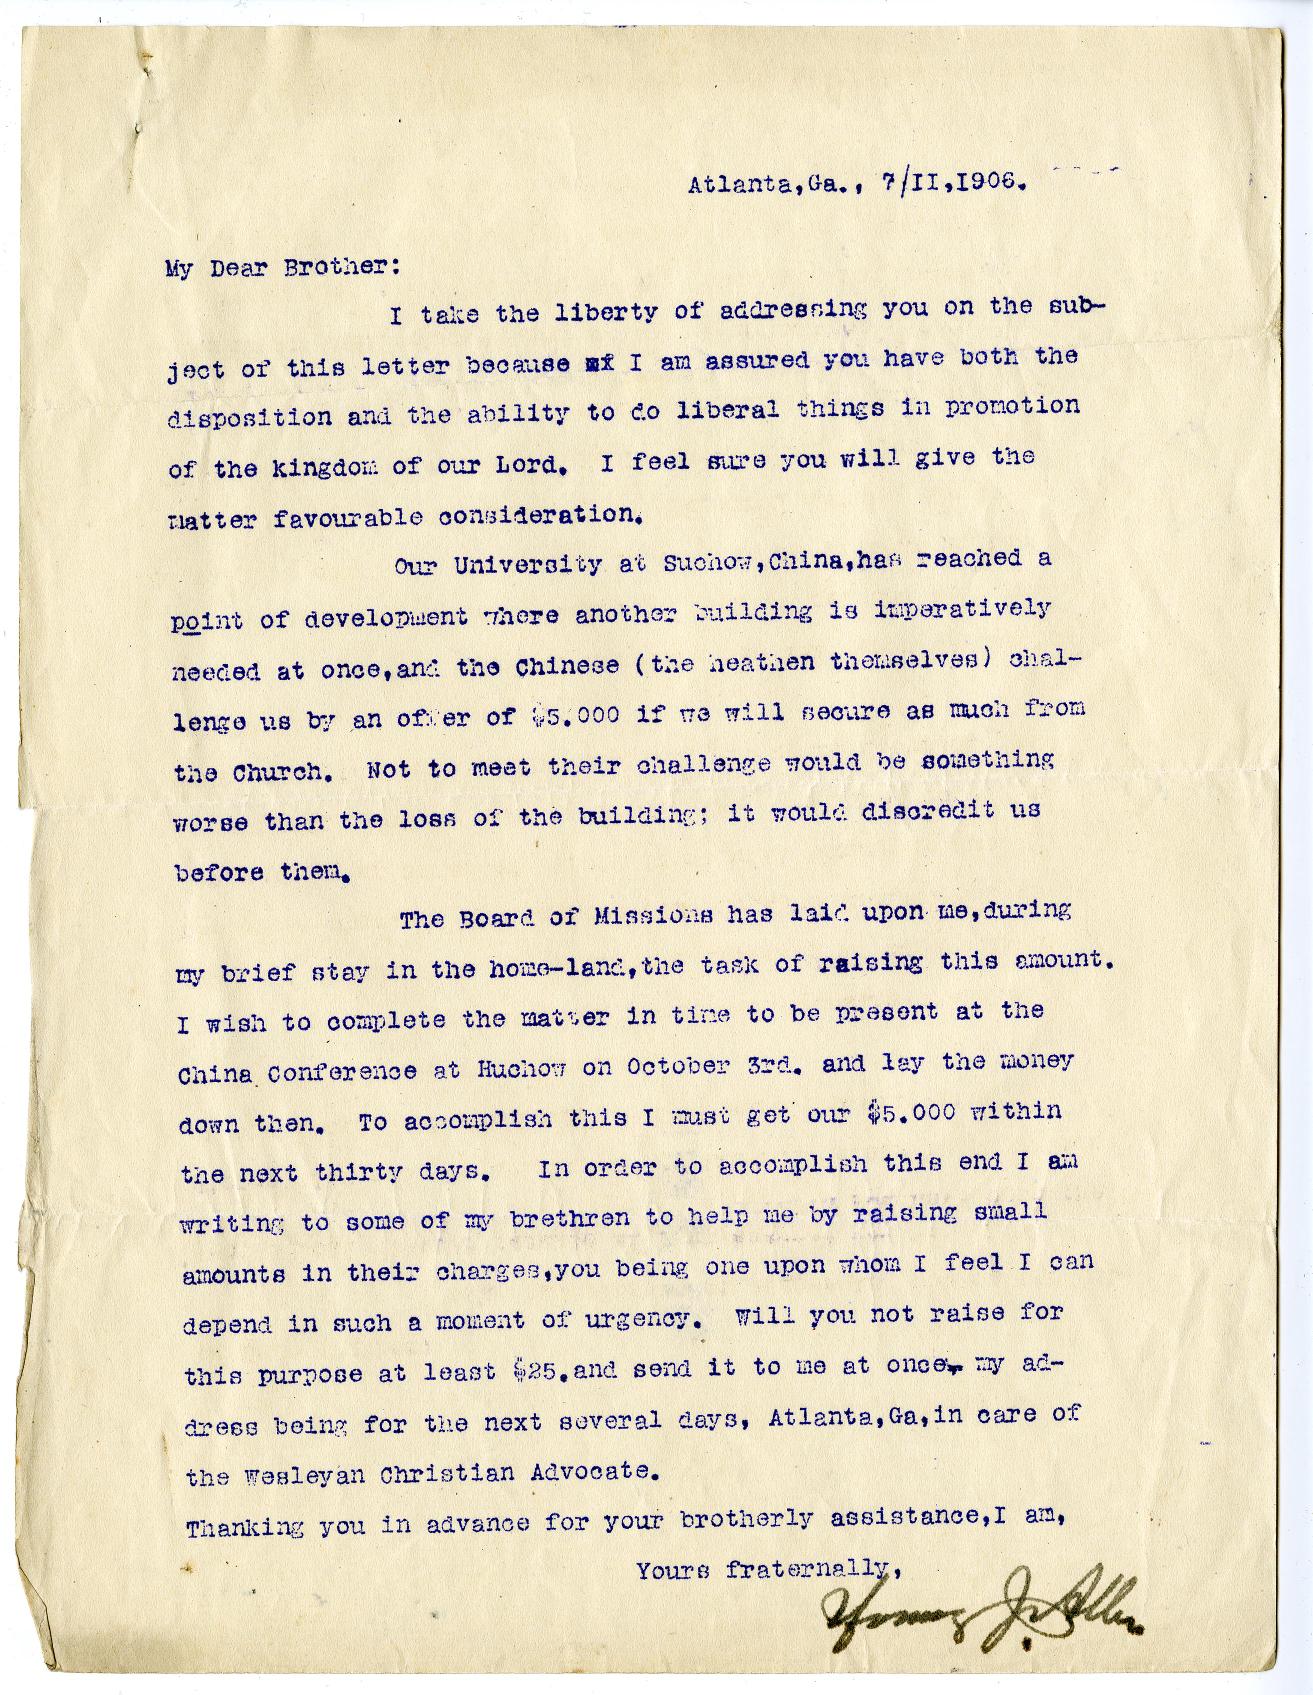 Atlanta,Ga., 7/II,I906.
My Dear Brother:
I take the liberty of addressing you on the sub-
ject of this letter because I am assured you have both the
disposition and the ability to do liberal things in promotion
of the kingdom of our Lord. I feel sure you will give the
matter favourable consideration.
Our University at Suchow,China,has reached a
point of development where another building is imperatively
needed at once,and the Chinese (the heathen themselves) chal-
lenge us by an offer of $5.000 if we will secure as much from
the Church. Not to meet their challenge would be something
worse than the loss of the building; it would discredit us
before them.
The Board of Missions has laid upon me,during
my brief stay in the home-land,the task of raising this amount.
I wish to complete the matter in time to be present at the
China Conference at Huchow on October 3rd. and lay the money
down then. To accomplish this I must get our $5.000 within
the next thirty days. In order to accomplish this end I am
writing to some of my brethren to help me by raising small
amounts in their charges,you being one upon whom I feel I can
depend in such a moment of urgency. Will you not raise for
this purpose at least $25.and send it to me at once, my ad-
dress being for the next several days, Atlanta,Ga,in care of
the Wesleyan Christian Advocate.
Thanking you in advance for your brotherly assistance,I am,
Yours fraternally,
Young J. Allen